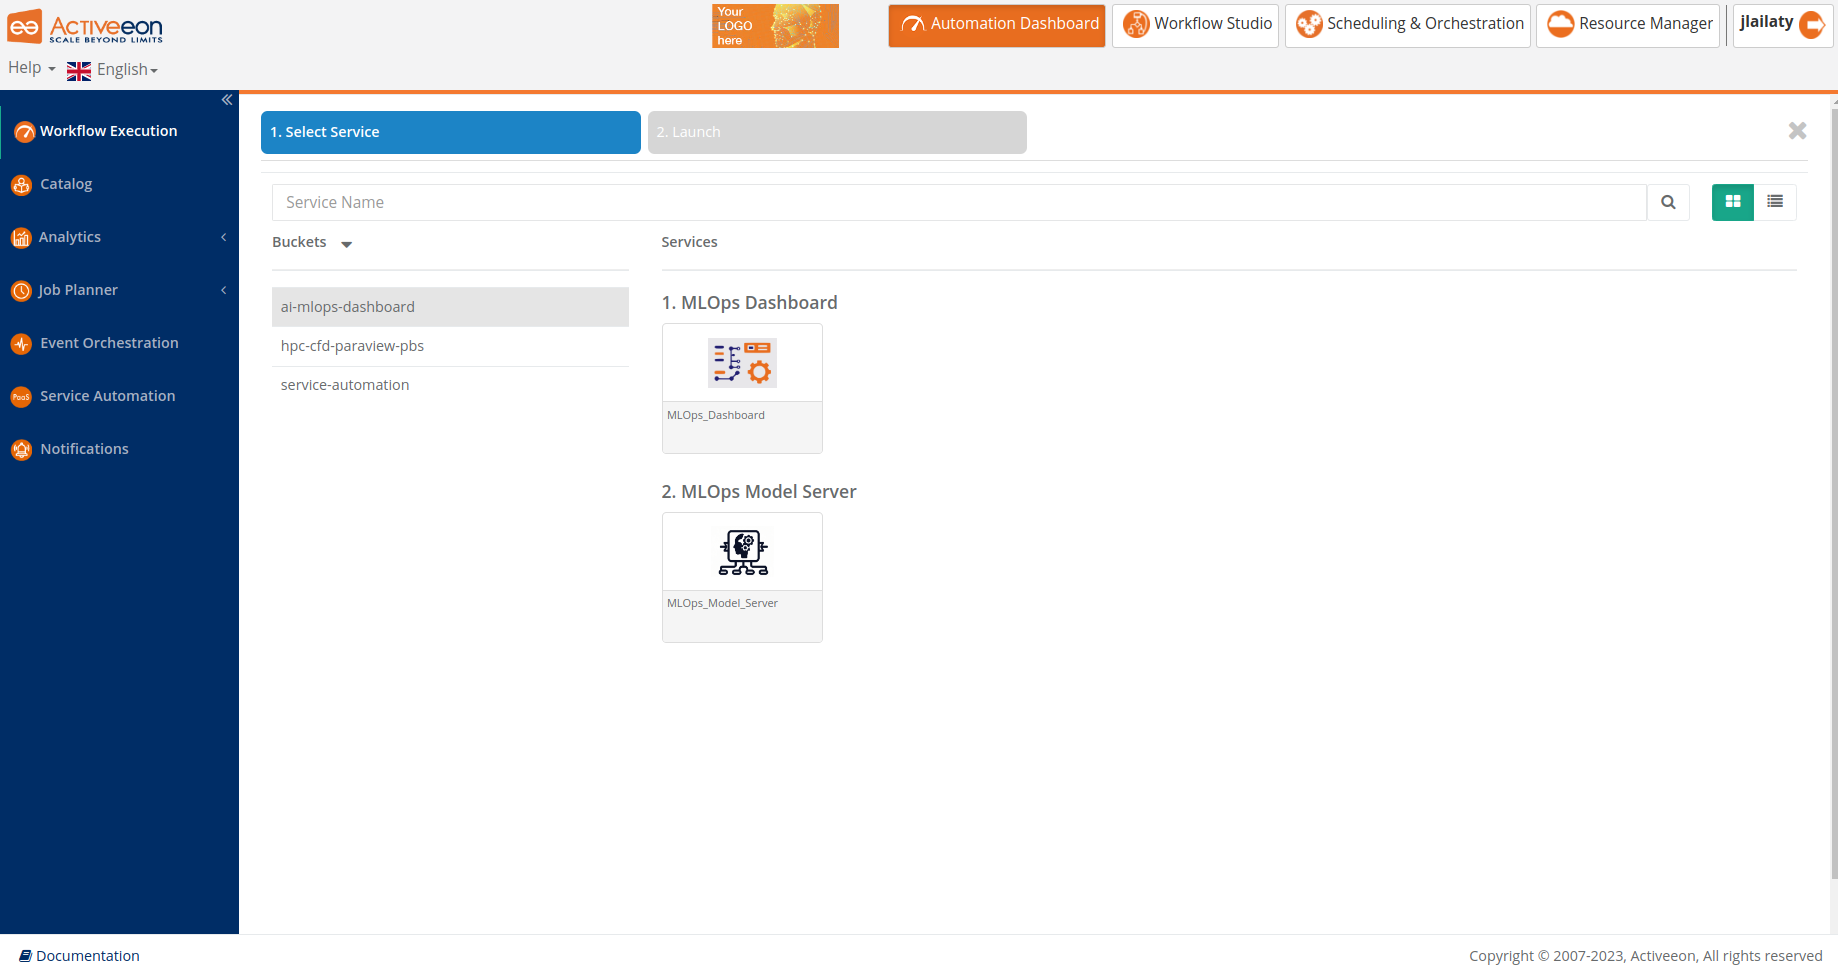 Activeeon
SCALE BEYOND LIMITS
Your
LOGO
here
Automation Dashboard
Workflow Studio
Scheduling & Orchestration
Resource Manager
jlailaty
Help
English
Workflow Execution
Catalog
Analytics
Job Planner
Event Orchestration
PaaS
Service Automation
Notifications
1. Select Service
2. Launch
Service Name
Buckets
Services
ai-mlops-dashboard
hpc-cfd-paraview-pbs
service-automation
1. MLOps Dashboard
MLOps_Dashboard
2. MLOps Model Server
MLOps_Model_Server
Documentation
Copyright © 2007-2023, Activeeon, All rights reserved